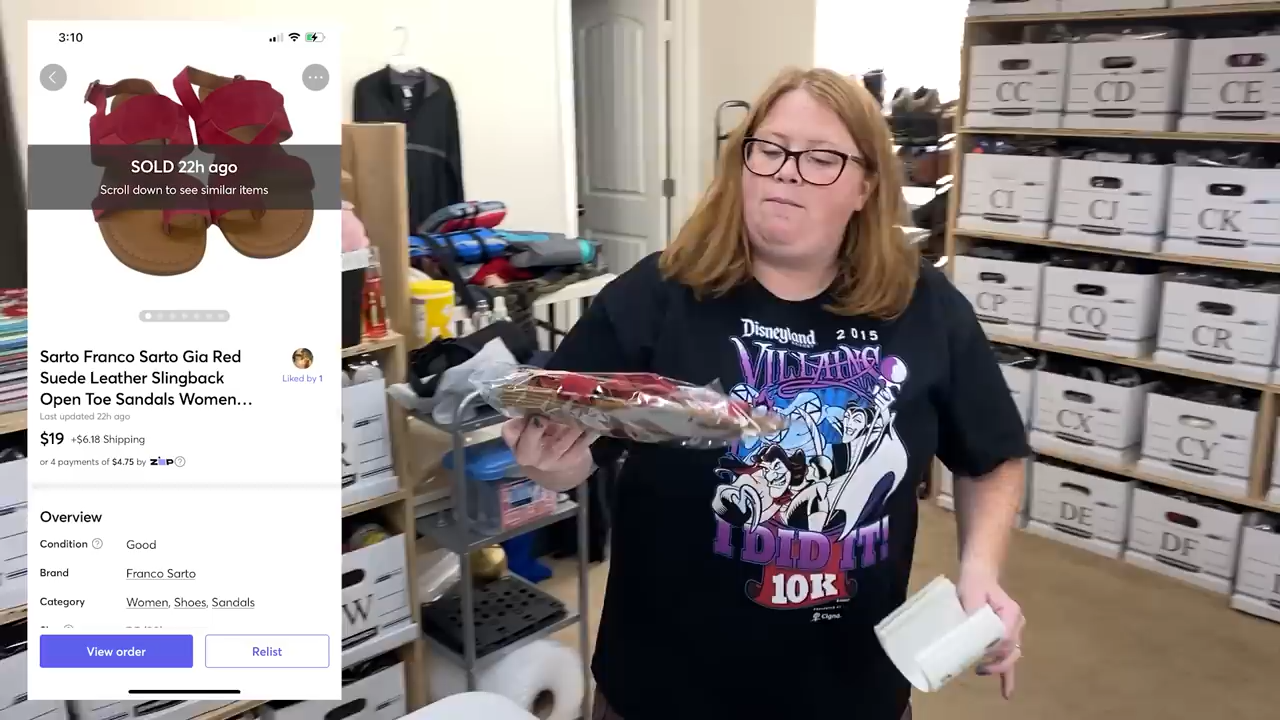 3:10
SOLD 22h ago
Scroll down to see similar items
Sarto Franco Sarto Gia Red
Suede Leather Slingback
Open Toe Sandals Women…
Liked by 1
Last updated 22h ago
$19 +$6.18 Shipping
or 4 payments of $4.75 by ZIP
Overview
Condition Good
Brand Franco Sarto
Category Women, Shoes, Sandals
View order
Relist
Disneyland 2015
VILLAINS
I DID IT!
10K
Cigna
CC
CD
CE
CI
CJ
CK
CP
CQ
CR
CX
CY
DE
DF
W